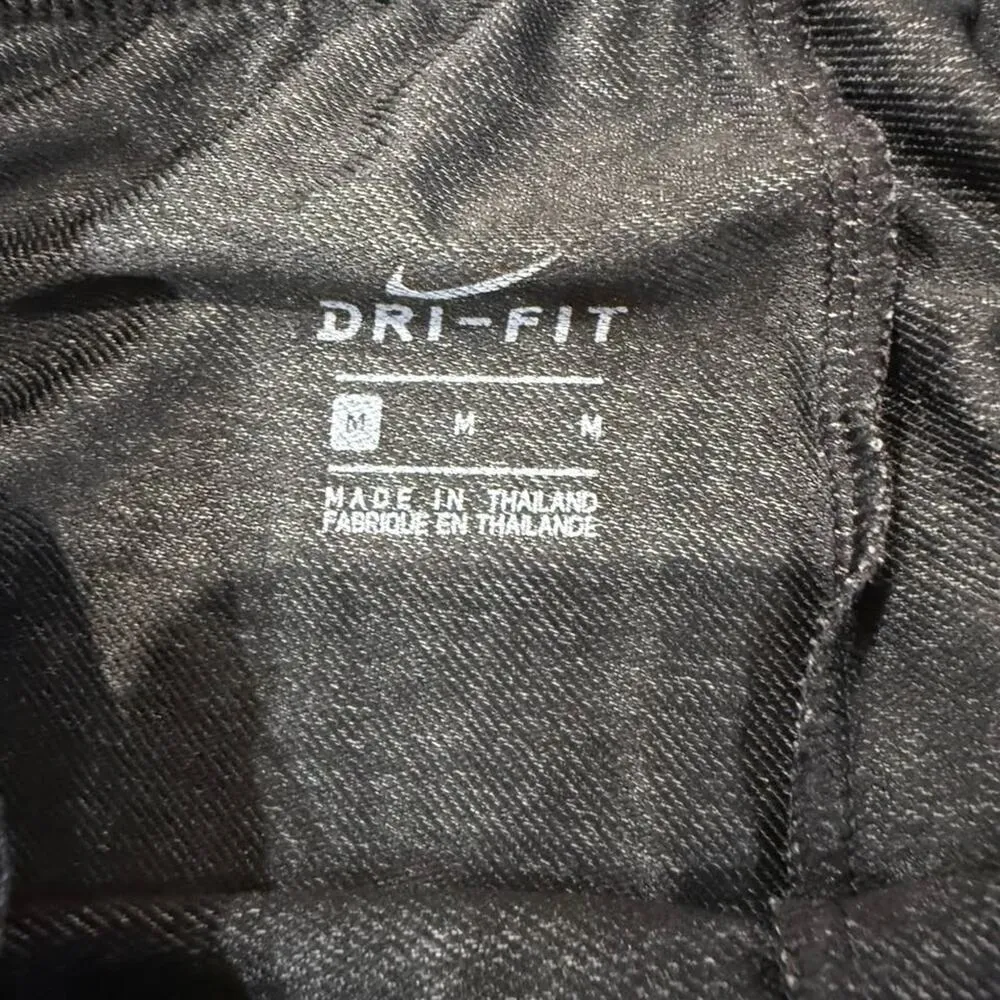 DRI-FIT
M M M
MADE IN THAILAND
FABRIQUE EN THAILANDE